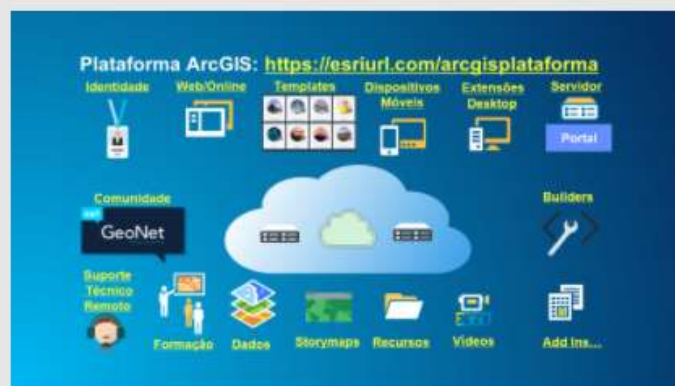 Plataforma ArcGIS: https://esriurl.com/arcgisplataforma
Identidade
Web/Online
Templates
Dispositivos
Móveis
Extensões
Desktop
Servidor
Portal
Comunidade
GeoNet
Builders
Suporte
Técnico
Remoto
Formação
Dados
Storymaps
Recursos
Vídeos
Add Ins...